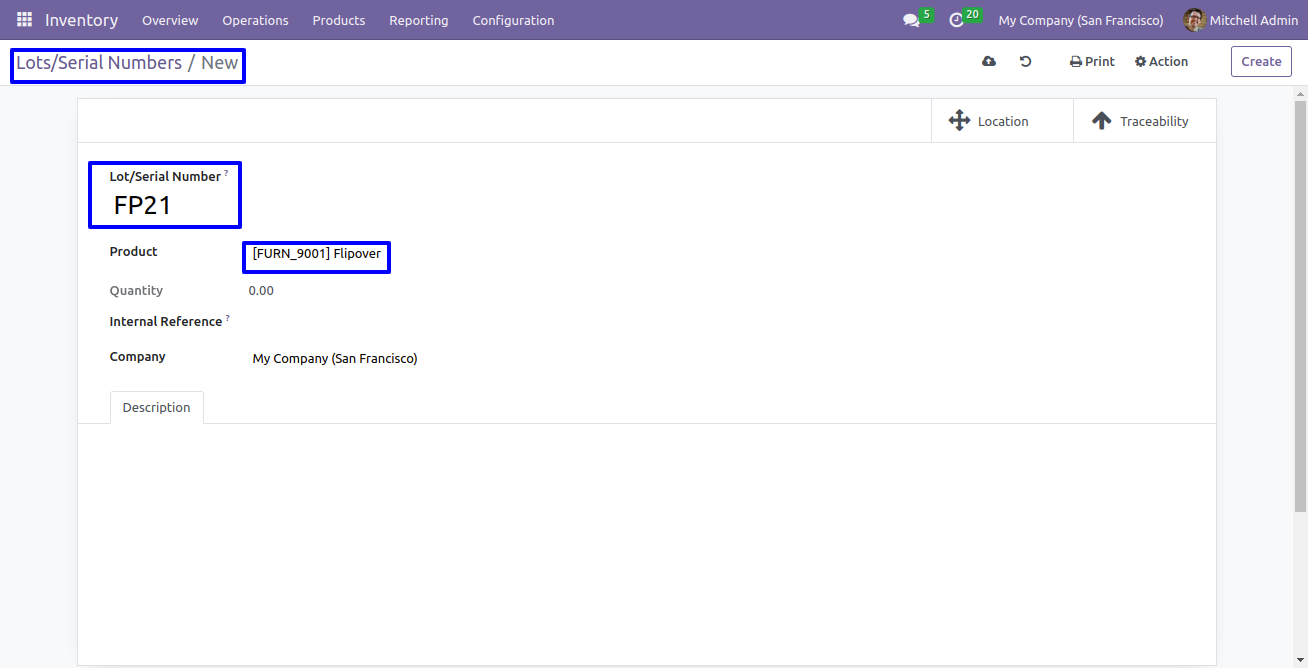 Inventory Overview Operations Products Reporting Configuration 5 20 My Company (San Francisco) Mitchell Admin
Lots/Serial Numbers / New Print Action Create
Location Traceability
Lot/Serial Number ?
FP21
Product [FURN_9001] Flipover
Quantity 0.00
Internal Reference ?
Company My Company (San Francisco)
Description